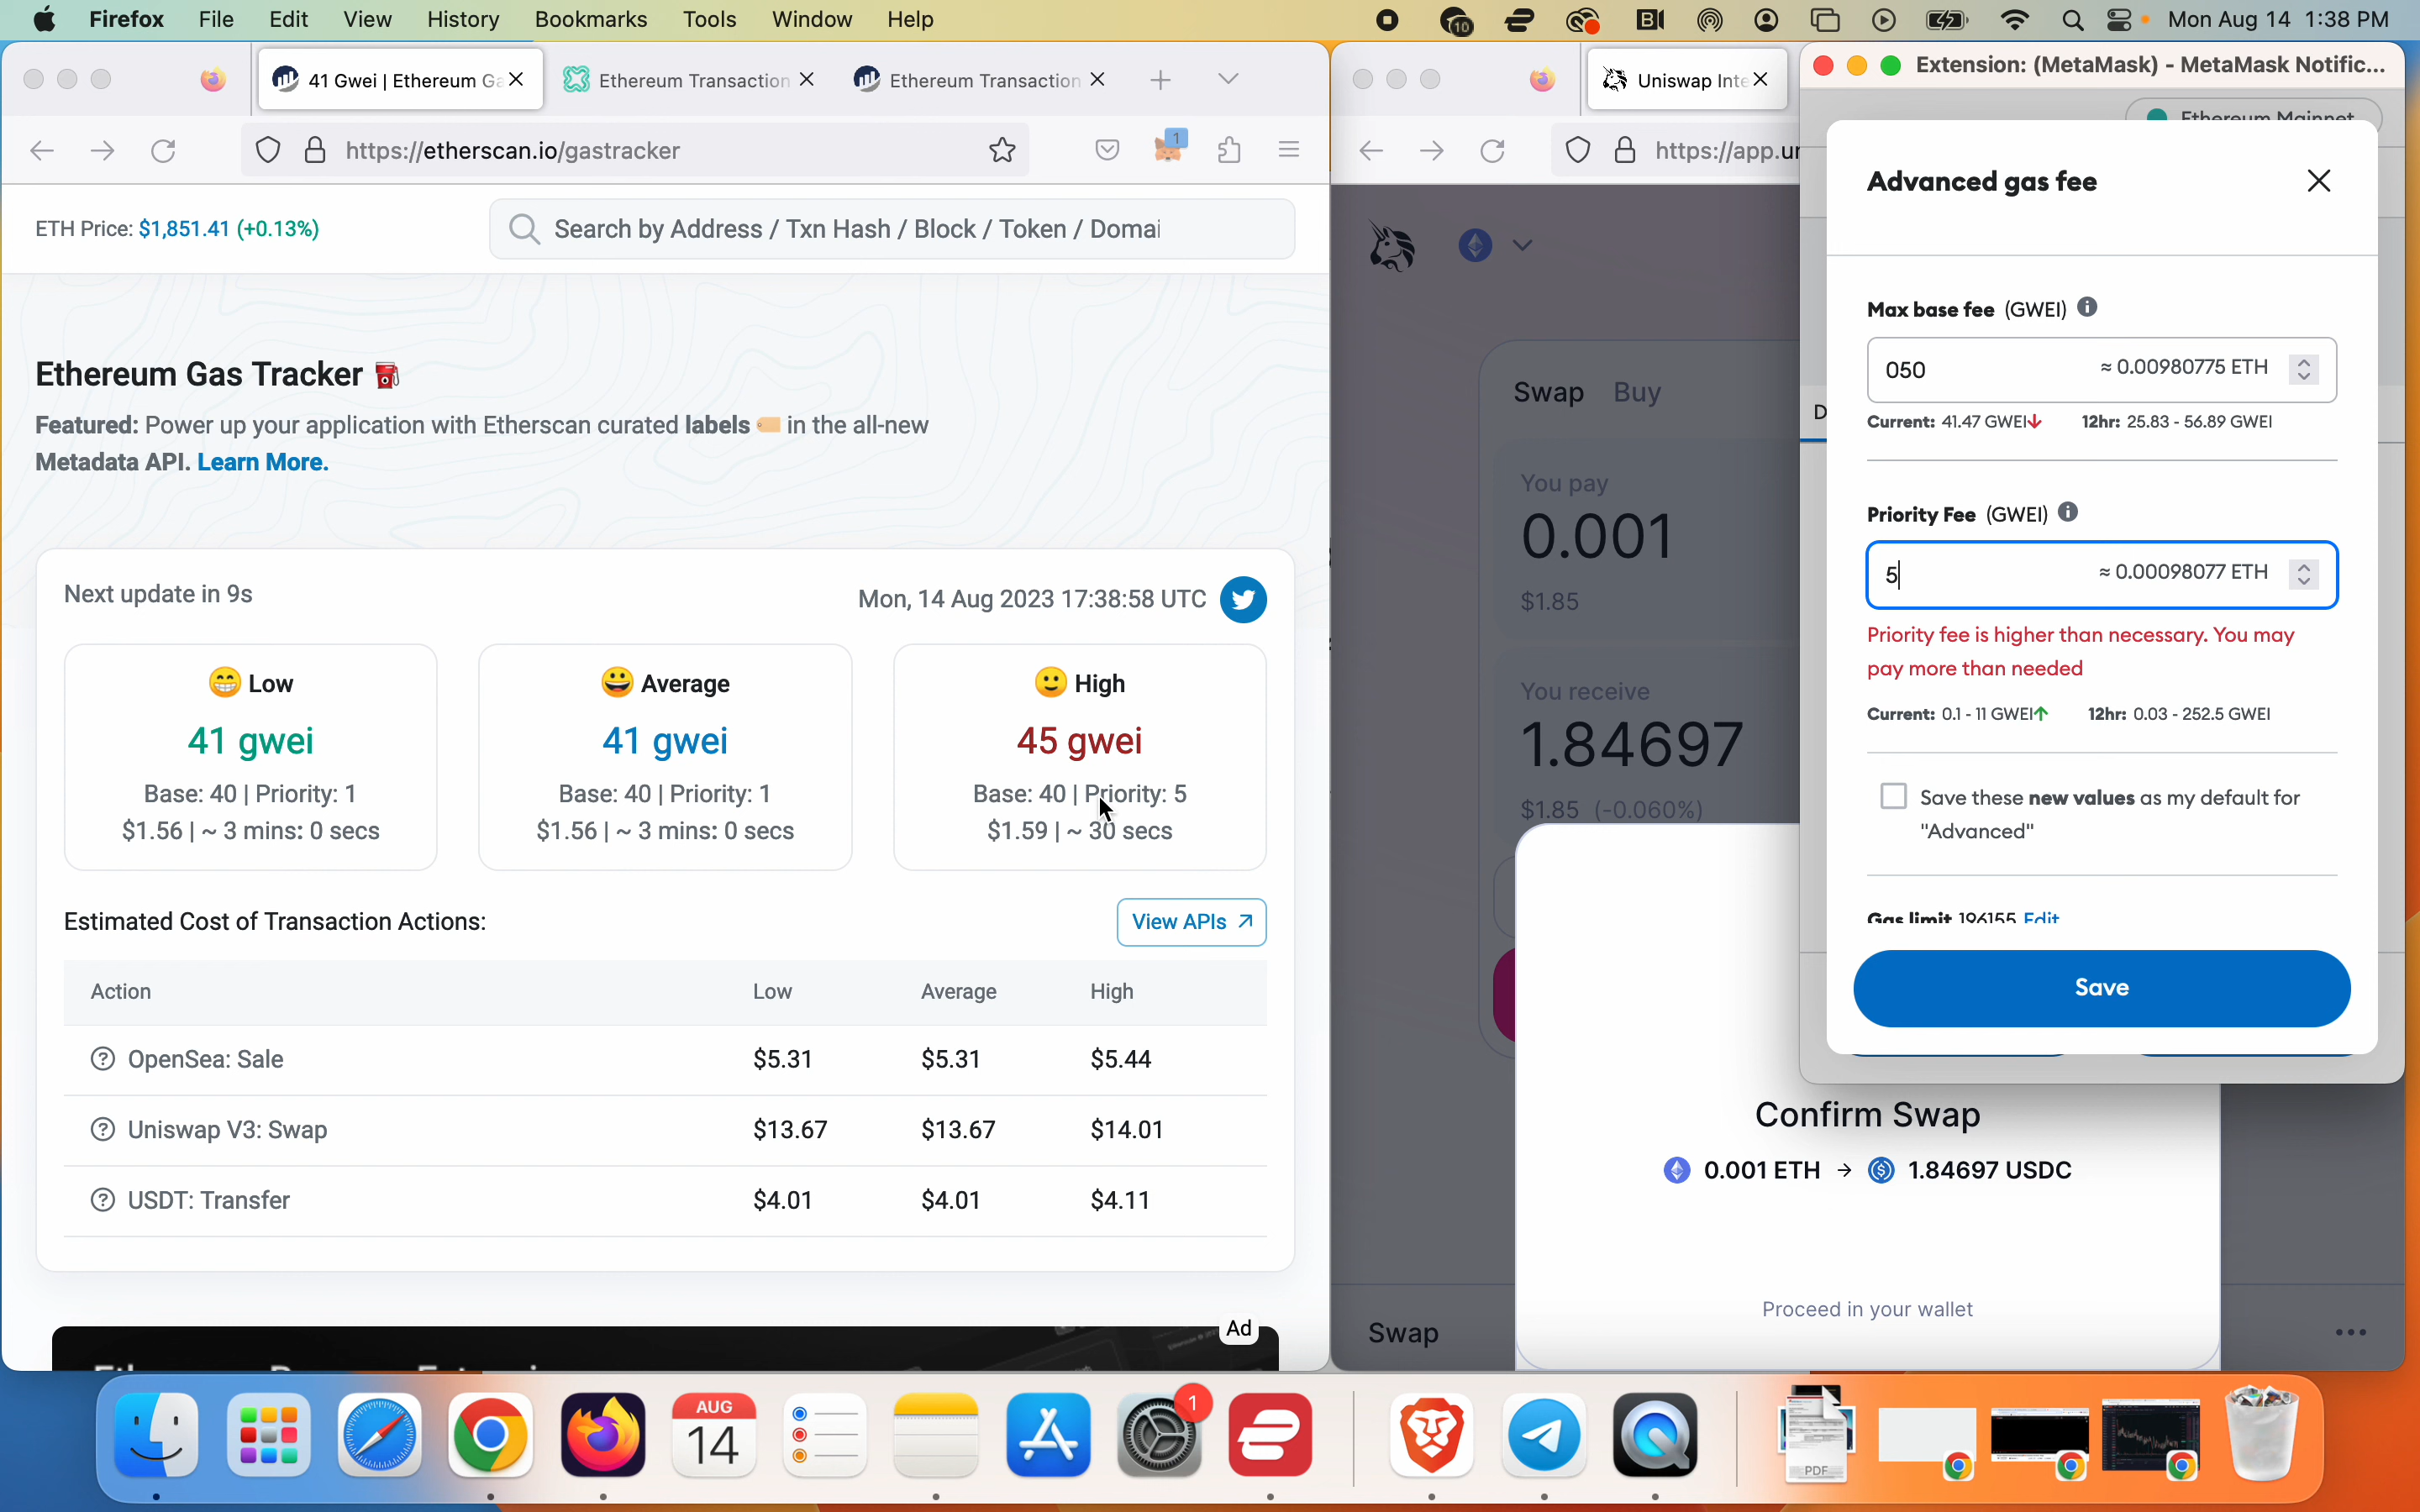 Firefox File Edit View History Bookmarks Tools Window Help
10
Mon Aug 14 1:38 PM
41 Gwei | Ethereum Ga
Ethereum Transaction
Ethereum Transaction
https://etherscan.io/gastracker
1
ETH Price: $1,851.41 (+0.13%)
Search by Address / Txn Hash / Block / Token / Domai
Ethereum Gas Tracker
Featured: Power up your application with Etherscan curated labels in the all-new
Metadata API. Learn More.
Next update in 9s
Mon, 14 Aug 2023 17:38:58 UTC
Low
41 gwei
Base: 40 | Priority: 1
$1.56 | ~ 3 mins: 0 secs
Average
41 gwei
Base: 40 | Priority: 1
$1.56 | ~ 3 mins: 0 secs
High
45 gwei
Base: 40 | Priority: 5
$1.59 | ~ 30 secs
Estimated Cost of Transaction Actions:
View APIs
Action Low Average High
OpenSea: Sale $5.31 $5.31 $5.44
Uniswap V3: Swap $13.67 $13.67 $14.01
USDT: Transfer $4.01 $4.01 $4.11
Ad
Uniswap Inte
https://app.un
Swap Buy
You pay
0.001
$1.85
You receive
1.84697
$1.85 (-0.060%)
Confirm Swap
0.001 ETH → 1.84697 USDC
Proceed in your wallet
Swap
Extension: (MetaMask) - MetaMask Notific...
Ethereum Mainnet
D
Advanced gas fee
Max base fee (GWEI)
050 ≈ 0.00980775 ETH
Current: 41.47 GWEI↓ 12hr: 25.83 - 56.89 GWEI
Priority Fee (GWEI)
5 ≈ 0.00098077 ETH
Priority fee is higher than necessary. You may
pay more than needed
Current: 0.1 - 11 GWEI↑ 12hr: 0.03 - 252.5 GWEI
Save these new values as my default for
"Advanced"
Gas limit 196155 Edit
Save
AUG
14
1
PDF